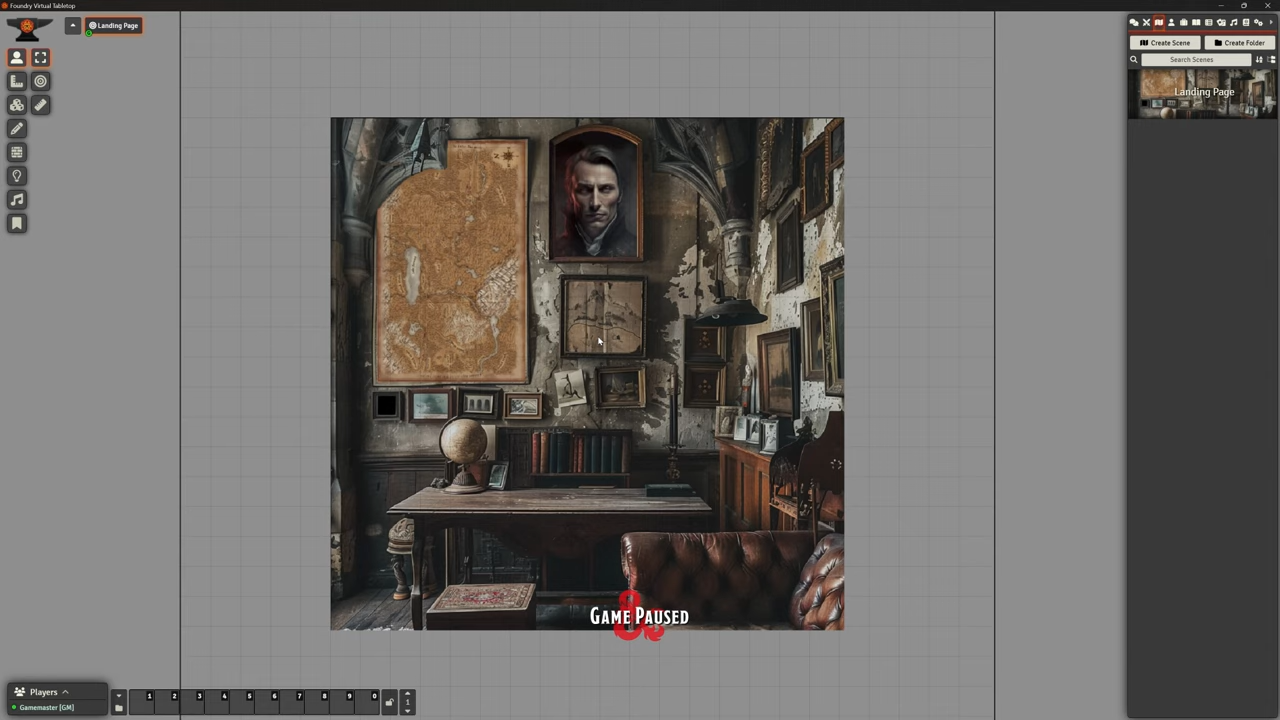 Foundry Virtual Tabletop
Landing Page
G
Create Scene
Create Folder
Search Scenes
Landing Page
GAME PAUSED
Players
Gamemaster [GM]
1 2 3 4 5 6 7 8 9 0
1